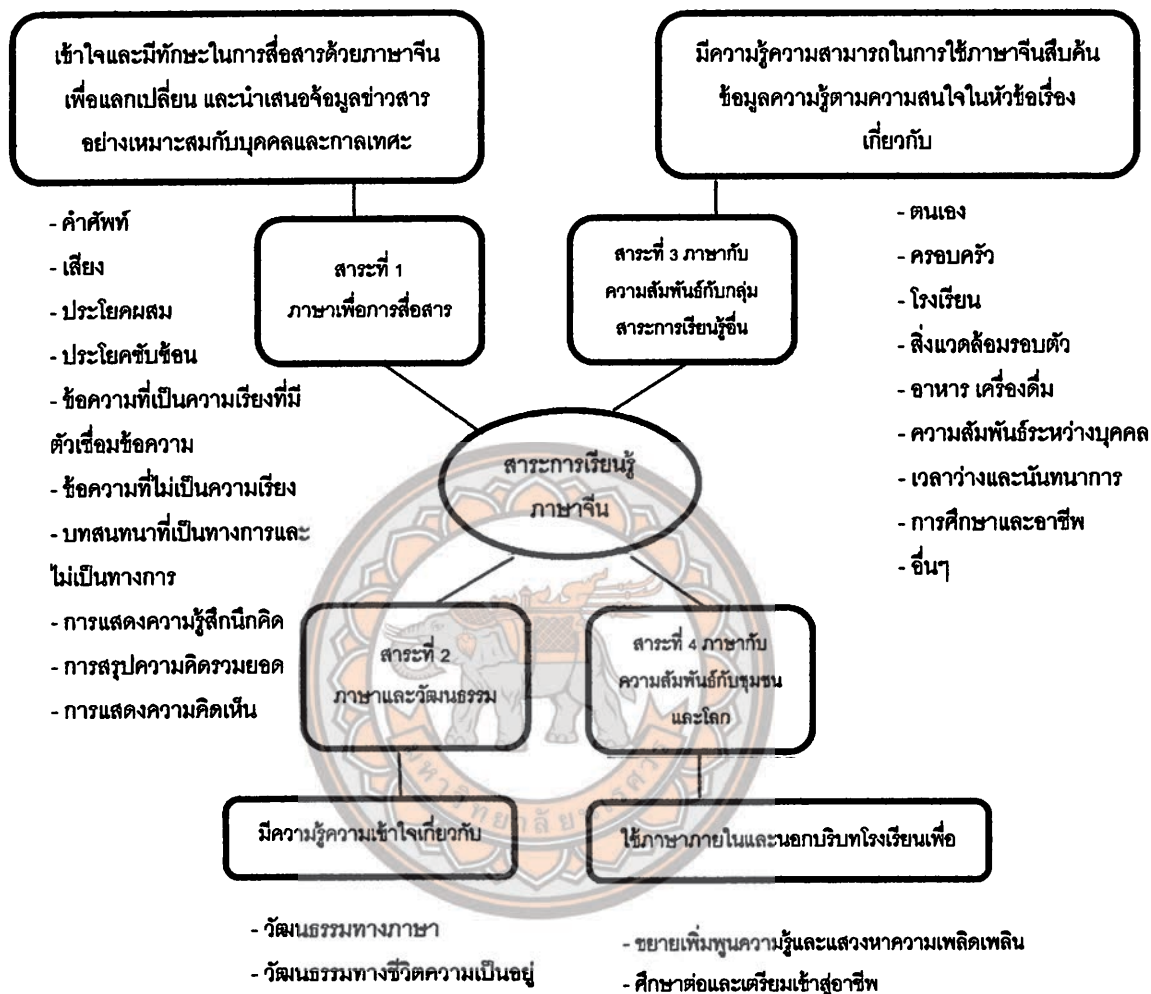 เข้าใจและมีทักษะในการสื่อสารด้วยภาษาจีน
เพื่อแลกเปลี่ยน และนำเสนอข้อมูลข่าวสาร
อย่างเหมาะสมกับบุคคลและกาลเทศะ
มีความรู้ความสามารถในการใช้ภาษาจีนสืบค้น
ข้อมูลความรู้ตามความสนใจในหัวข้อเรื่อง
เกี่ยวกับ
- คำศัพท์
- เสียง
- ประโยคผสม
- ประโยคซับซ้อน
- ข้อความที่เป็นความเรียงที่มี
ตัวเชื่อมข้อความ
- ข้อความที่ไม่เป็นความเรียง
- บทสนทนาที่เป็นทางการและ
ไม่เป็นทางการ
- การแสดงความรู้สึกนึกคิด
- การสรุปความคิดรวบยอด
- การแสดงความคิดเห็น
สาระที่ 1
ภาษาเพื่อการสื่อสาร
สาระที่ 3 ภาษากับ
ความสัมพันธ์กับกลุ่ม
สาระการเรียนรู้อื่น
- ตนเอง
- ครอบครัว
- โรงเรียน
- สิ่งแวดล้อมรอบตัว
- อาหาร เครื่องดื่ม
- ความสัมพันธ์ระหว่างบุคคล
- เวลาว่างและนันทนาการ
- การศึกษาและอาชีพ
- อื่นๆ
สาระการเรียนรู้
ภาษาจีน
สาระที่ 2
ภาษาและวัฒนธรรม
สาระที่ 4 ภาษากับ
ความสัมพันธ์กับชุมชน
และโลก
มหาวิทยาลัยนเรศวร
มีความรู้ความเข้าใจเกี่ยวกับ
ใช้ภาษาภายในและนอกบริบทโรงเรียนเพื่อ
- วัฒนธรรมทางภาษา
- วัฒนธรรมทางชีวิตความเป็นอยู่
- ขยายเพิ่มพูนความรู้และแสวงหาความเพลิดเพลิน
- ศึกษาต่อและเตรียมเข้าสู่อาชีพ